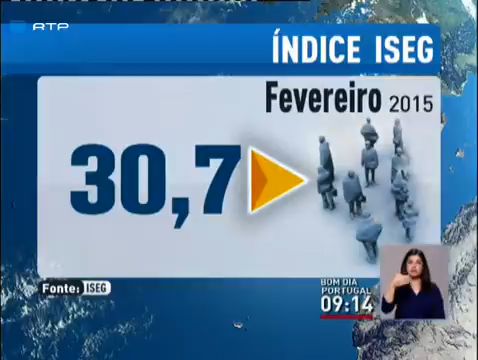 RTP
ÍNDICE ISEG
Fevereiro 2015
30,7
Fonte: ISEG
BOM DIA
PORTUGAL
09:14